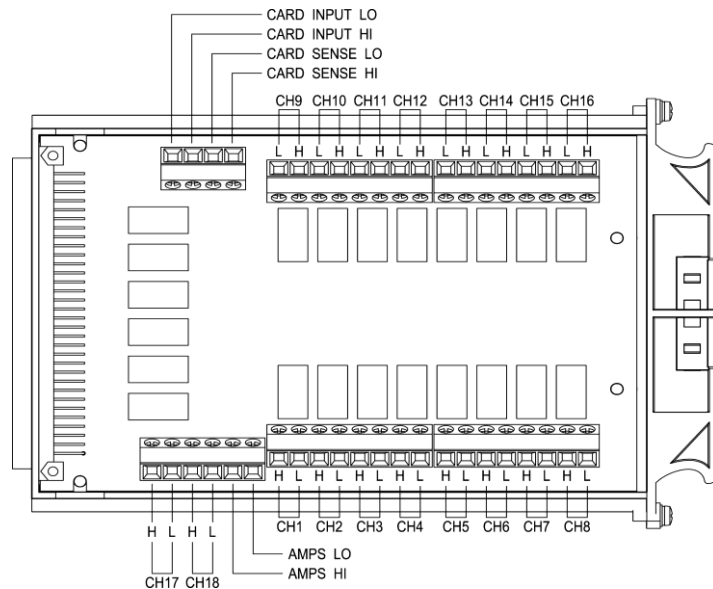 CARD INPUT LO
CARD INPUT HI
CARD SENSE LO
CARD SENSE HI
CH9 CH10 CH11 CH12 CH13 CH14 CH15 CH16
L H L H L H L H L H L H L H L H
H L H L H L H L H L H L H L H L
CH1 CH2 CH3 CH4 CH5 CH6 CH7 CH8
H L H L
AMPS LO
AMPS HI
CH17 CH18